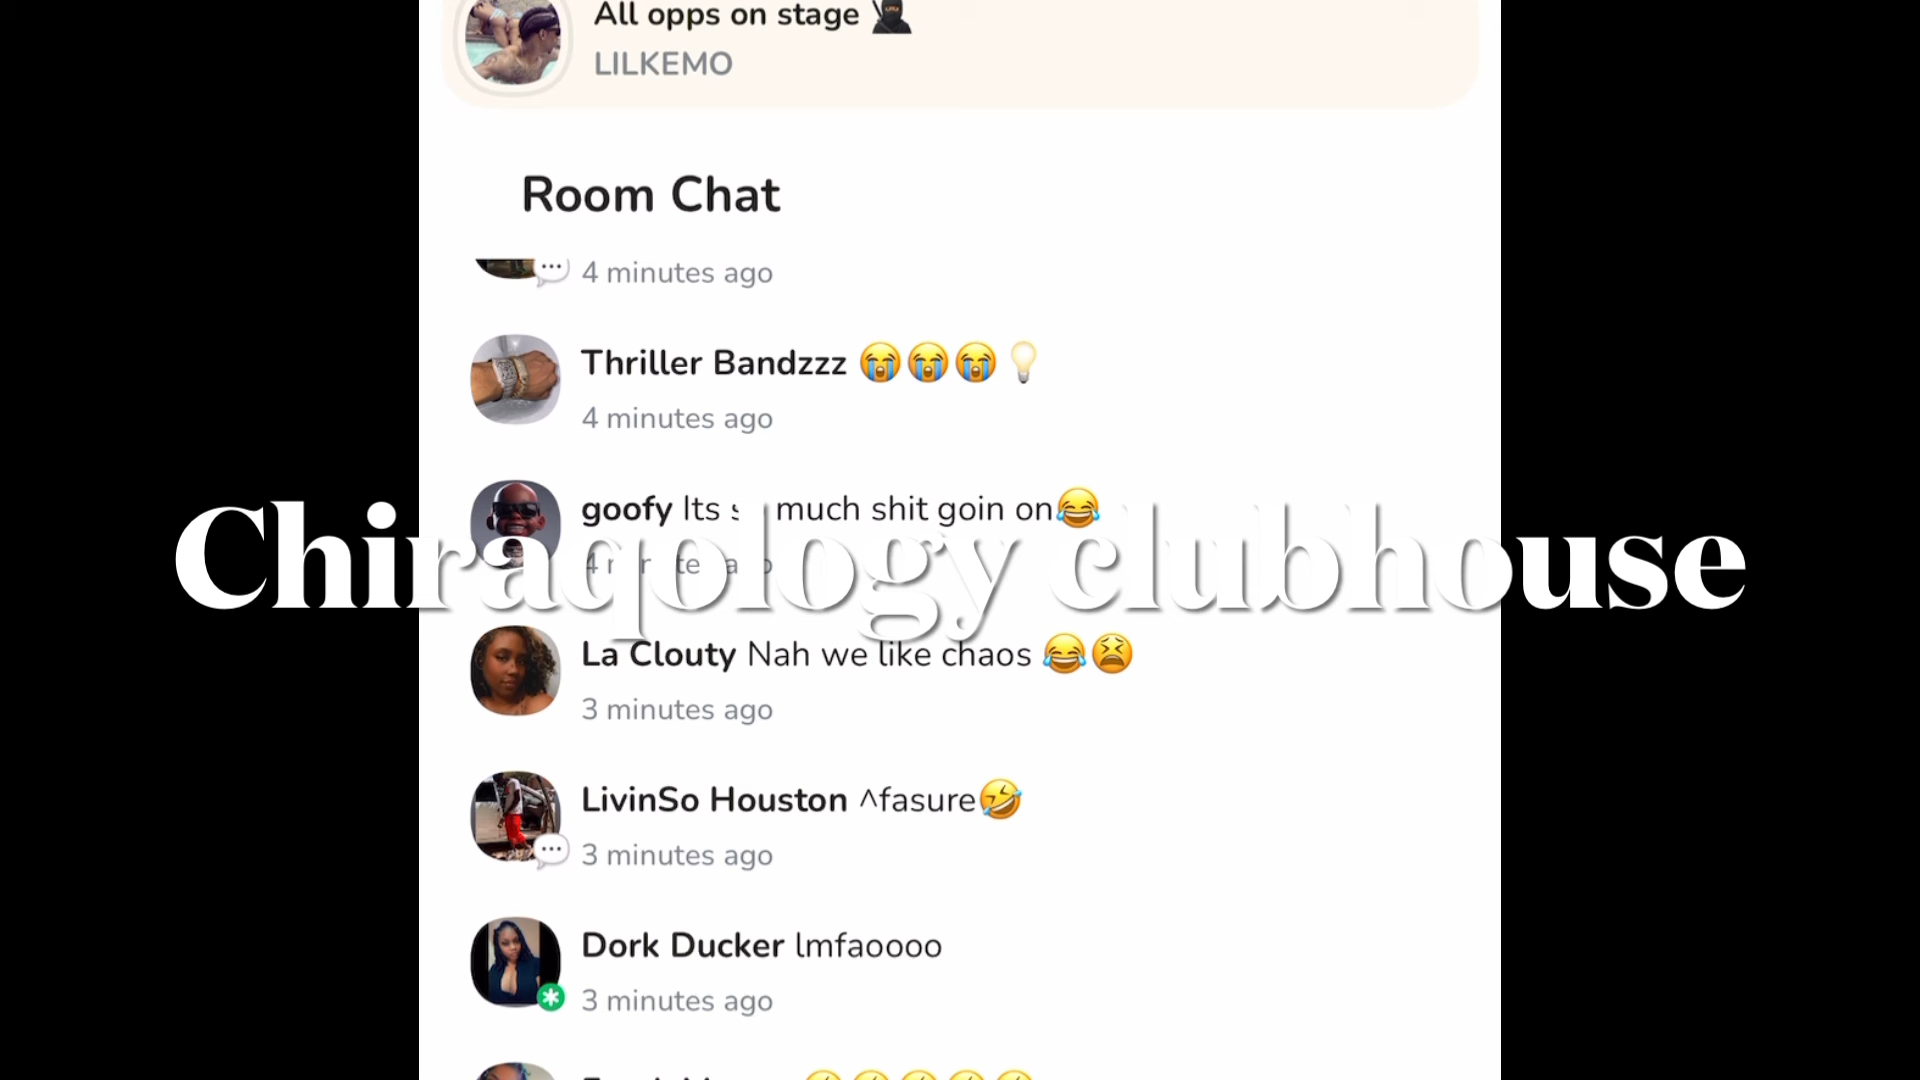 All opps on stage 🥷
LILKEMO
Room Chat
4 minutes ago
Thriller Bandzzz 😭😭😭💡
4 minutes ago
goofy Its much shit goin on😂
Chiraqology clubhouse
La Clouty Nah we like chaos 😂😫
3 minutes ago
LivinSo Houston ^fasure🤣
3 minutes ago
Dork Ducker lmfaoooo
3 minutes ago